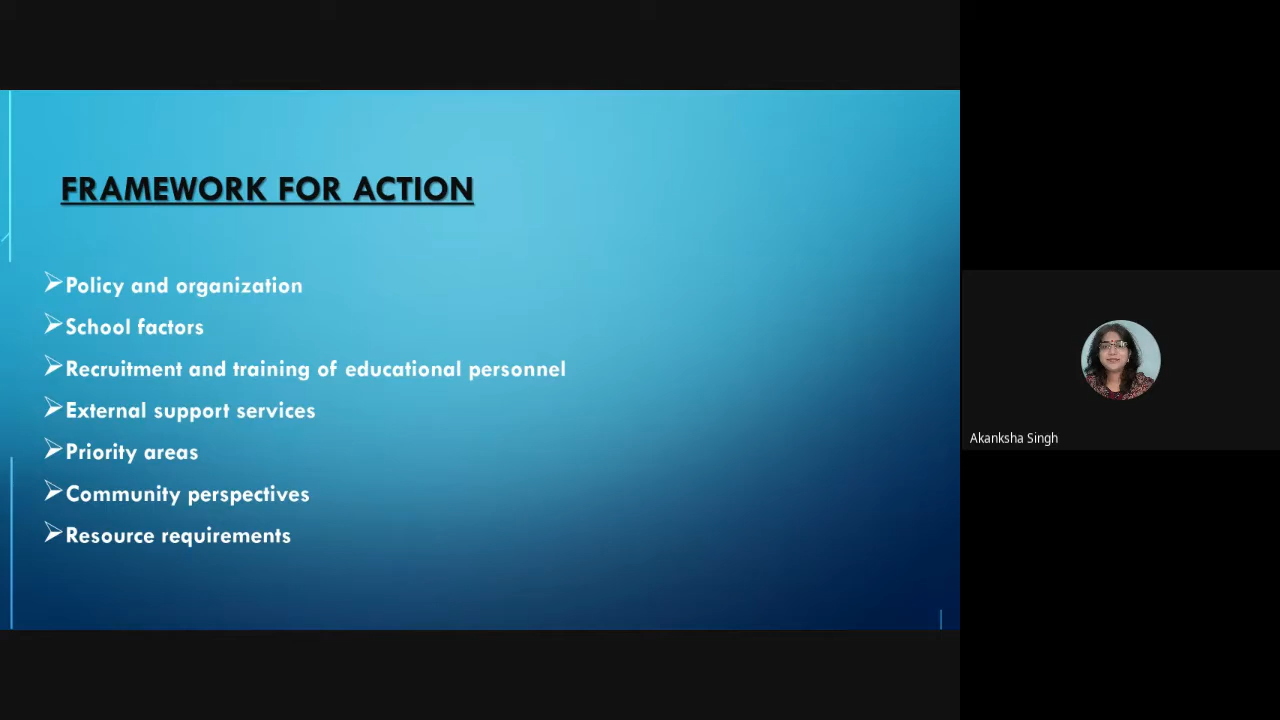 FRAMEWORK FOR ACTION
Policy and organization
School factors
Recruitment and training of educational personnel
External support services
Priority areas
Community perspectives
Resource requirements
Akanksha Singh